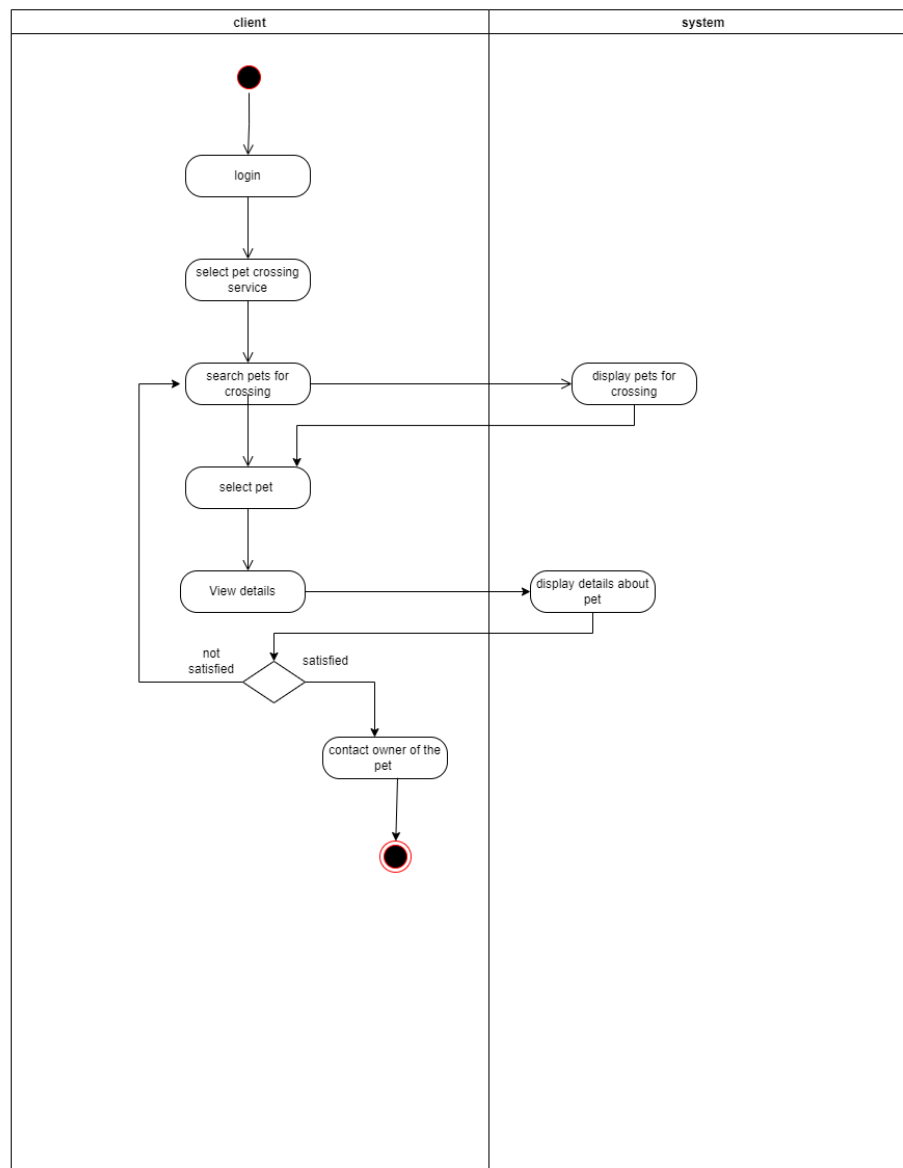 client
system
login
select pet crossing
service
search pets for
crossing
display pets for
crossing
select pet
View details
display details about
pet
not
satisfied
satisfied
contact owner of the
pet